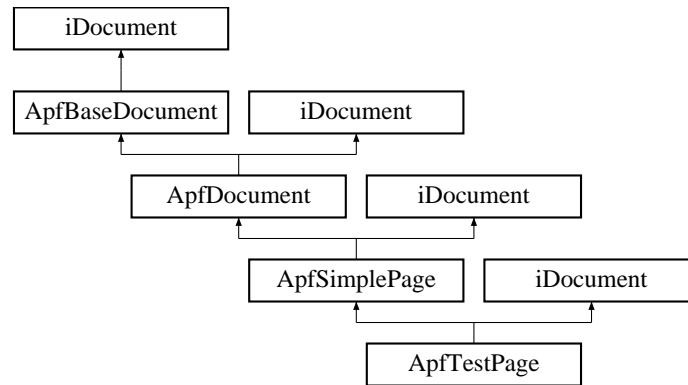 iDocument
ApfBaseDocument
iDocument
ApfDocument
iDocument
ApfSimplePage
iDocument
ApfTestPage